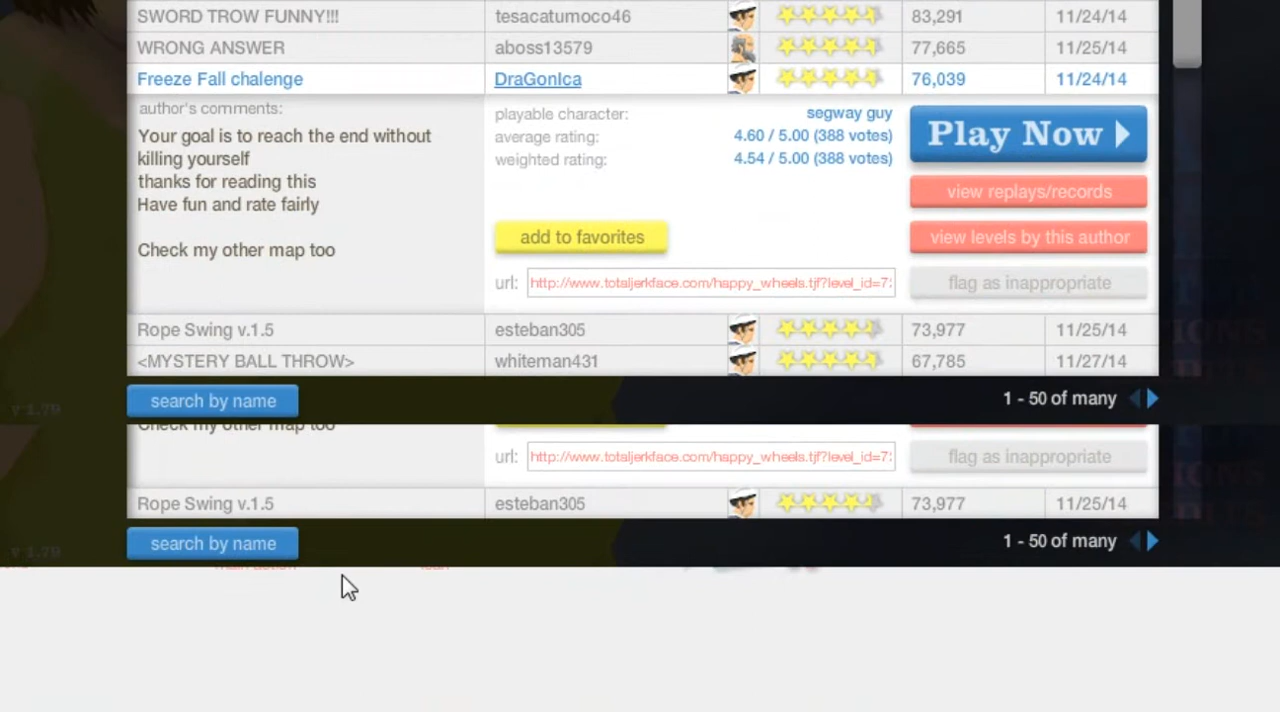 SWORD TROW FUNNY!!! tesacatumoco46 83,291 11/24/14
WRONG ANSWER aboss13579 77,665 11/25/14
Freeze Fall chalenge DraGonIca 76,039 11/24/14
author's comments:
Your goal is to reach the end without
killing yourself
thanks for reading this
Have fun and rate fairly
Check my other map too
playable character: segway guy
average rating: 4.60 / 5.00 (388 votes)
weighted rating: 4.54 / 5.00 (388 votes)
add to favorites
url: http://www.totaljerkface.com/happy_wheels.tjf?level_id=7
Play Now
view replays/records
view levels by this author
flag as inappropriate
Rope Swing v.1.5 esteban305 73,977 11/25/14
<MYSTERY BALL THROW> whiteman431 67,785 11/27/14
v 1.79
search by name
1 - 50 of many
Check my other map too
url: http://www.totaljerkface.com/happy_wheels.tjf?level_id=7
flag as inappropriate
Rope Swing v.1.5 esteban305 73,977 11/25/14
v 1.79
search by name
1 - 50 of many